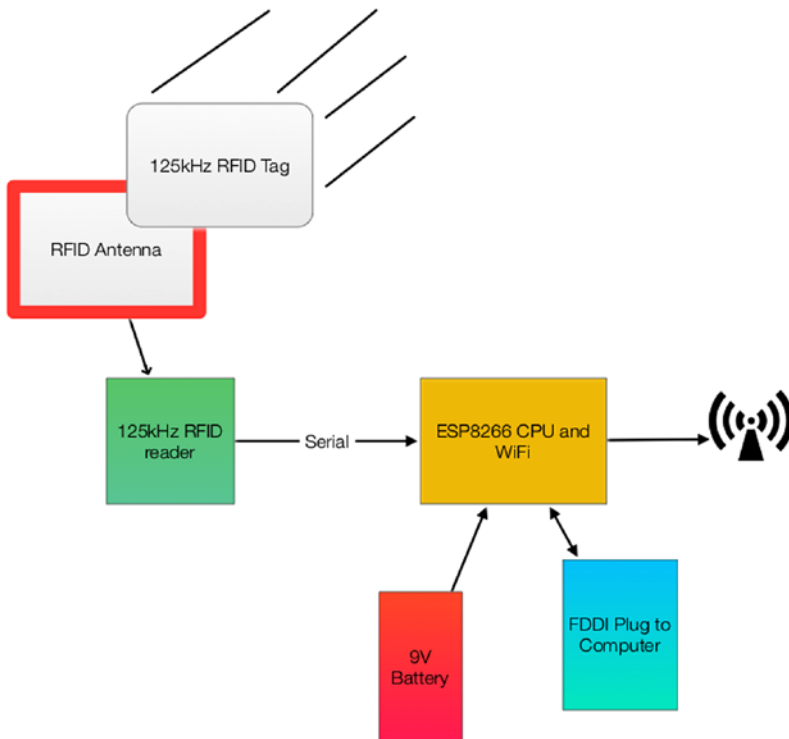 125kHz RFID Tag
RFID Antenna
125kHz RFID
reader
Serial
ESP8266 CPU and
WiFi
9V
Battery
FDDI Plug to
Computer